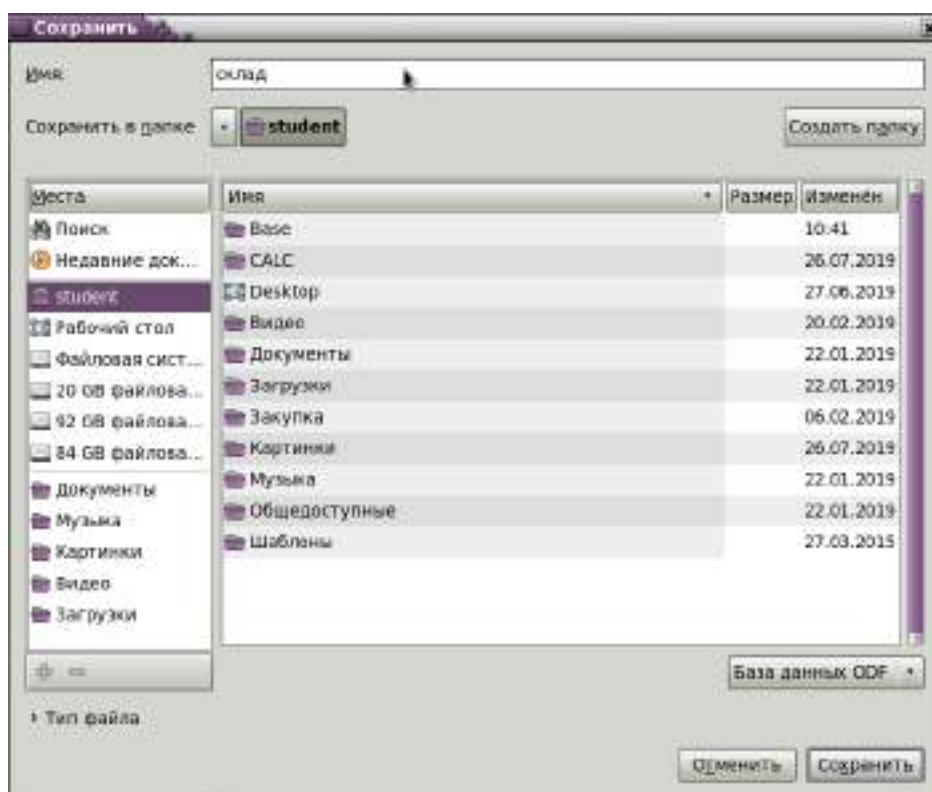 Сохранить
Имя
склад
Сохранить в папке
student
Создать папку
Места
Имя
Размер
Изменён
Поиск
Недавние док...
student
Рабочий стол
Файловая сист...
20 GB файлова...
92 GB файлова...
84 GB файлова...
Документы
Музыка
Картинки
Видео
Загрузки
Base 10:41
CALC 26.07.2019
Desktop 27.06.2019
Видео 20.02.2019
Документы 22.01.2019
Загрузки 22.01.2019
Закупка 06.02.2019
Картинки 26.07.2019
Музыка 22.01.2019
Общедоступные 22.01.2019
Шаблоны 27.03.2015
База данных ODF
Тип файла
Отменить
Сохранить